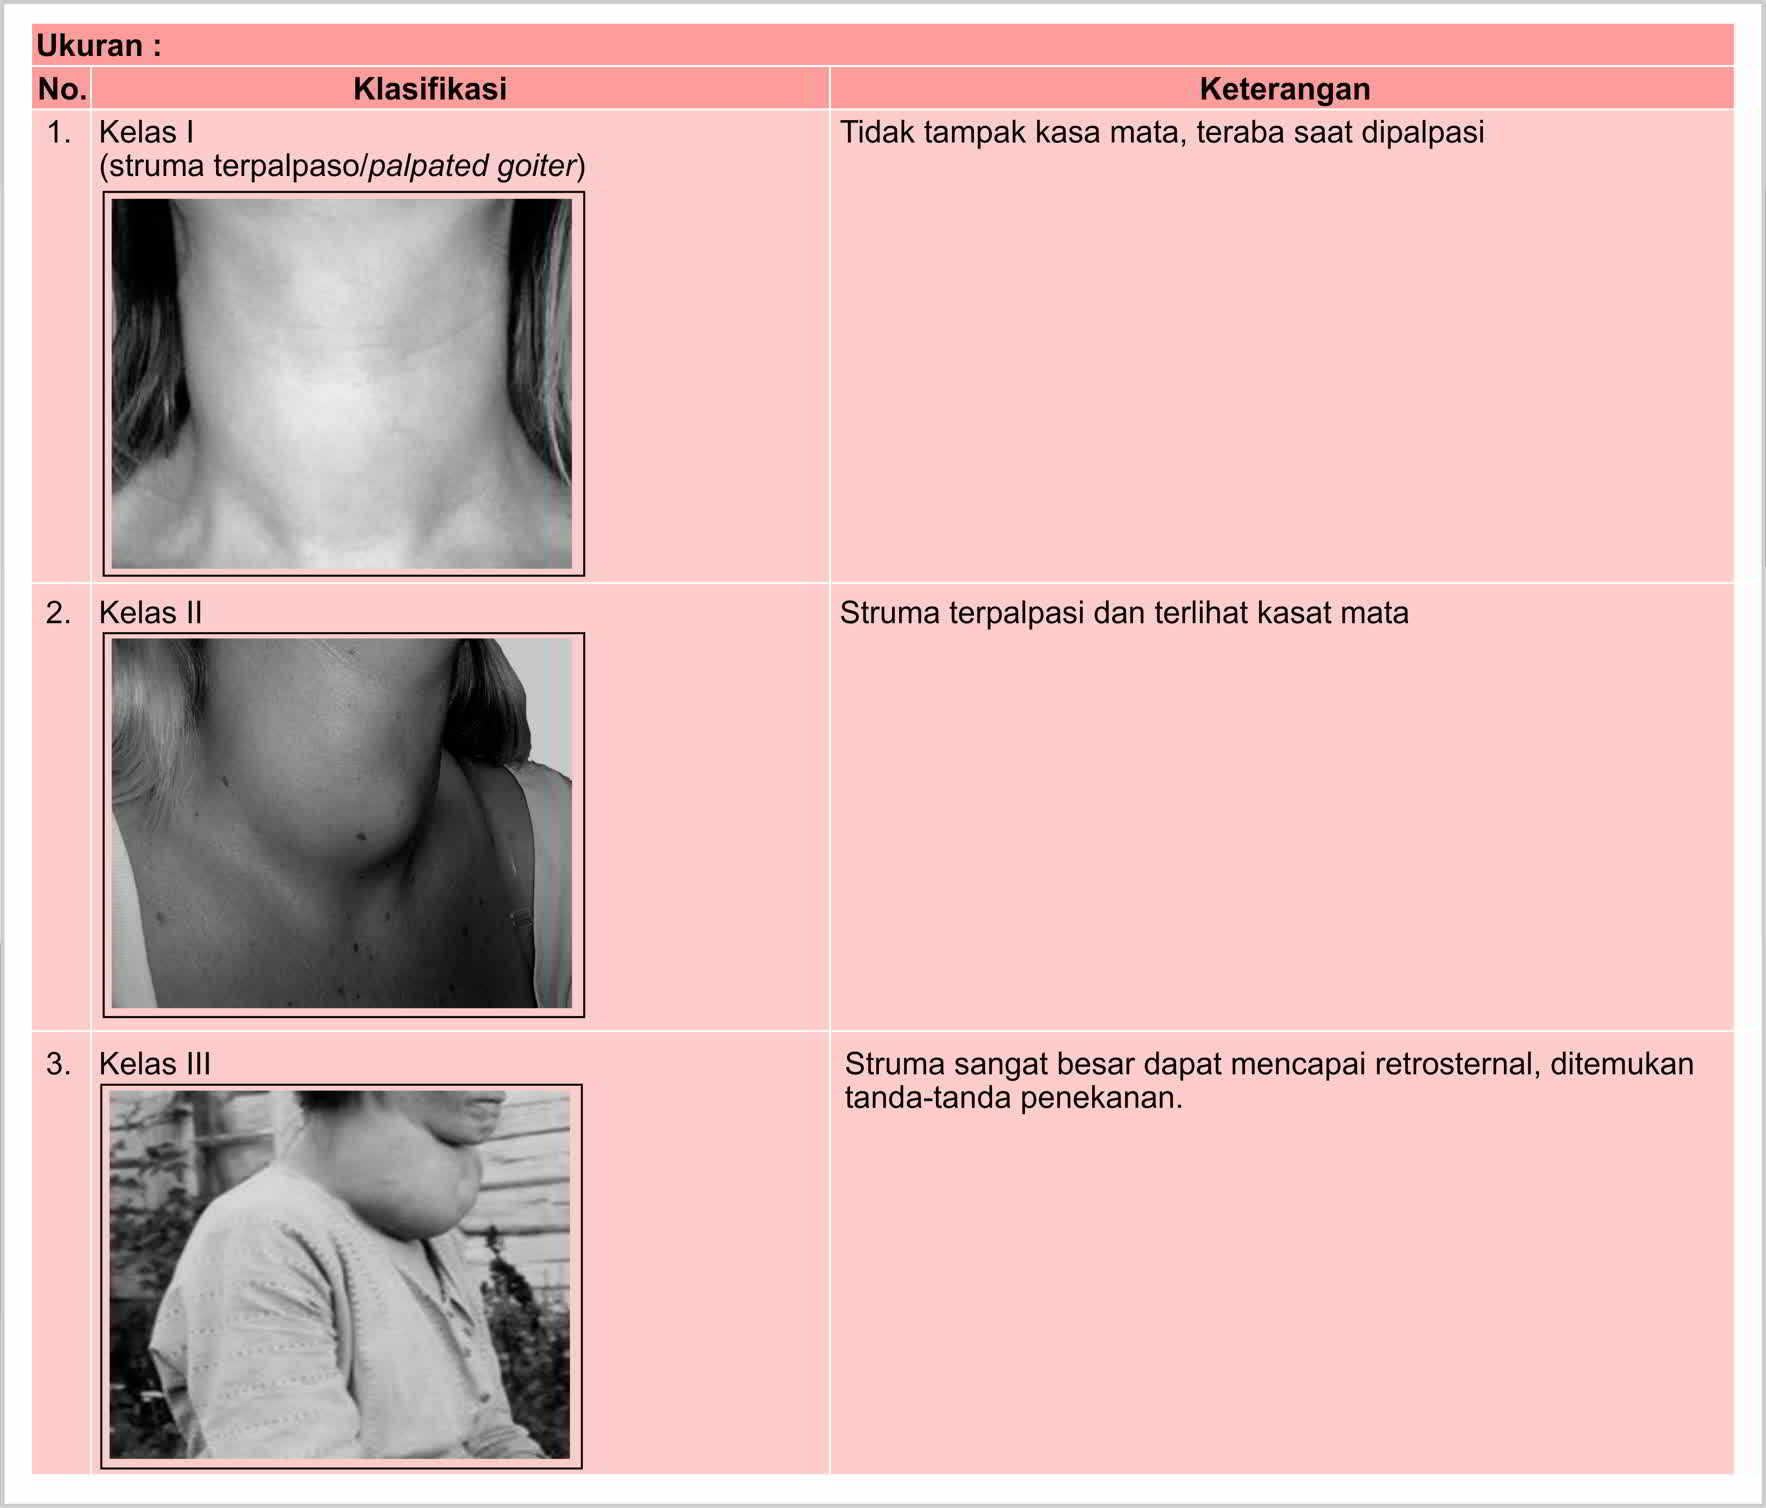 Ukuran :
No. Klasifikasi Keterangan
1. Kelas I Tidak tampak kasa mata, teraba saat dipalpasi
(struma terpalpaso/palpated goiter)
2. Kelas II Struma terpalpasi dan terlihat kasat mata
3. Kelas III Struma sangat besar dapat mencapai retrosternal, ditemukan
tanda-tanda penekanan.